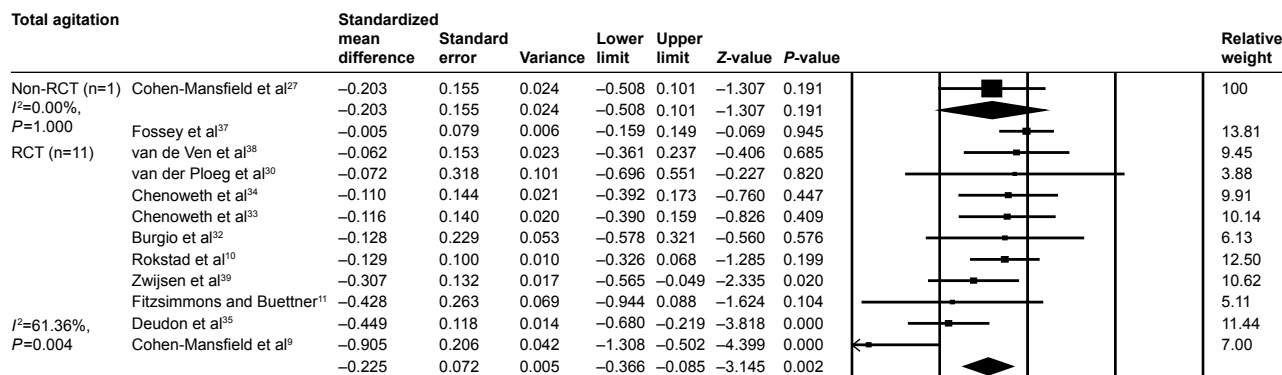 Total agitation Standardized
mean Standard Lower Upper Relative
difference error Variance limit limit Z-value P-value weight
Non-RCT (n=1) Cohen-Mansfield et al²⁷ –0.203 0.155 0.024 –0.508 0.101 –1.307 0.191 100
I²=0.00%, –0.203 0.155 0.024 –0.508 0.101 –1.307 0.191
P=1.000
Fossey et al³⁷ –0.005 0.079 0.006 –0.159 0.149 –0.069 0.945 13.81
RCT (n=11) van de Ven et al³⁸ –0.062 0.153 0.023 –0.361 0.237 –0.406 0.685 9.45
van der Ploeg et al³⁰ –0.072 0.318 0.101 –0.696 0.551 –0.227 0.820 3.88
Chenoweth et al³⁴ –0.110 0.144 0.021 –0.392 0.173 –0.760 0.447 9.91
Chenoweth et al³³ –0.116 0.140 0.020 –0.390 0.159 –0.826 0.409 10.14
Burgio et al³² –0.128 0.229 0.053 –0.578 0.321 –0.560 0.576 6.13
Rokstad et al¹⁰ –0.129 0.100 0.010 –0.326 0.068 –1.285 0.199 12.50
Zwijsen et al³⁹ –0.307 0.132 0.017 –0.565 –0.049 –2.335 0.020 10.62
Fitzsimmons and Buettner¹¹ –0.428 0.263 0.069 –0.944 0.088 –1.624 0.104 5.11
I²=61.36%, Deudon et al³⁵ –0.449 0.118 0.014 –0.680 –0.219 –3.818 0.000 11.44
P=0.004 Cohen-Mansfield et al⁹ –0.905 0.206 0.042 –1.308 –0.502 –4.399 0.000 7.00
–0.225 0.072 0.005 –0.366 –0.085 –3.145 0.002